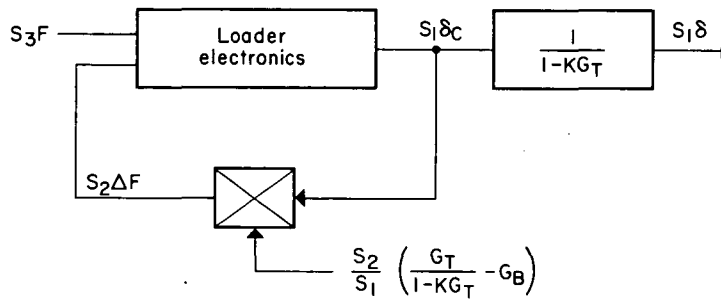 S₃F
Loader
electronics
S₁δ_C
1
1-KG_T
S₁δ
S₂ΔF
S₂
S₁
(G_T
1-KG_T
-G_B)